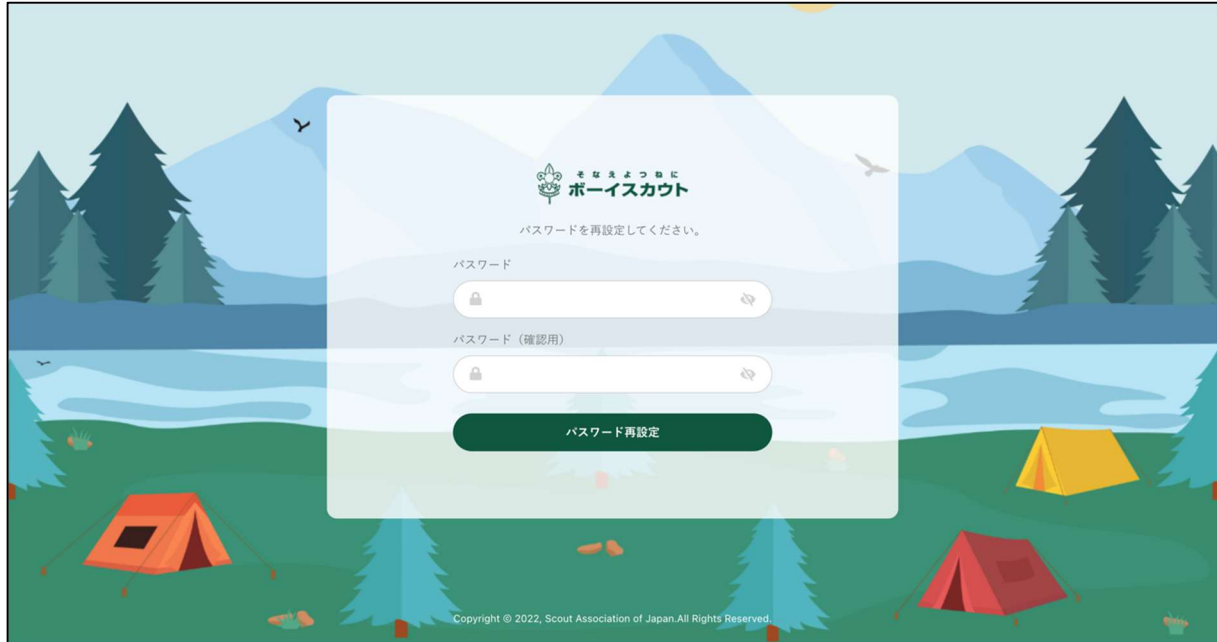 そなえよつねに
ボーイスカウト
パスワードを再設定してください。
パスワード
パスワード（確認用）
パスワード再設定
Copyright © 2022, Scout Association of Japan.All Rights Reserved.